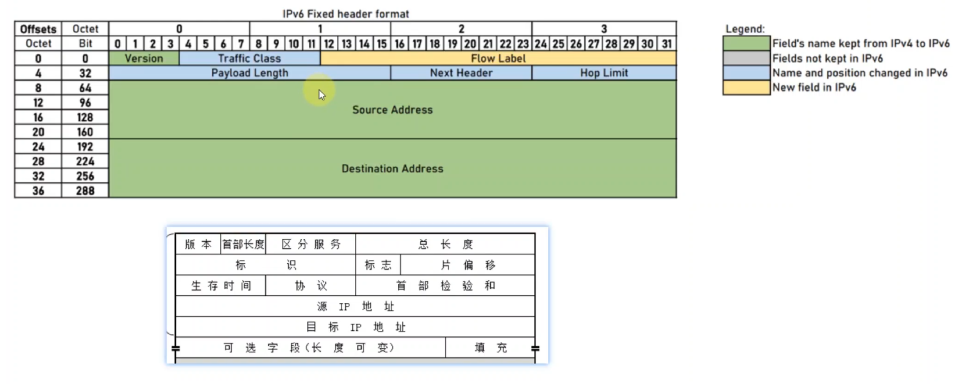 IPv6 Fixed header format
Offsets Octet 0 1 2 3
Octet Bit 0 1 2 3 4 5 6 7 8 9 10 11 12 13 14 15 16 17 18 19 20 21 22 23 24 25 26 27 28 29 30 31
0 0 Version Traffic Class Flow Label
4 32 Payload Length Next Header Hop Limit
8 64
12 96
16 128
20 160
Source Address
24 192
28 224
32 256
36 288
Destination Address
Legend:
Field's name kept from IPv4 to IPv6
Fields not kept in IPv6
Name and position changed in IPv6
New field in IPv6
版本 首部长度 区分服务 总长度
标识 标志 片偏移
生存时间 协议 首部检验和
源 IP 地址
目标 IP 地址
可选字段(长度可变) 填充